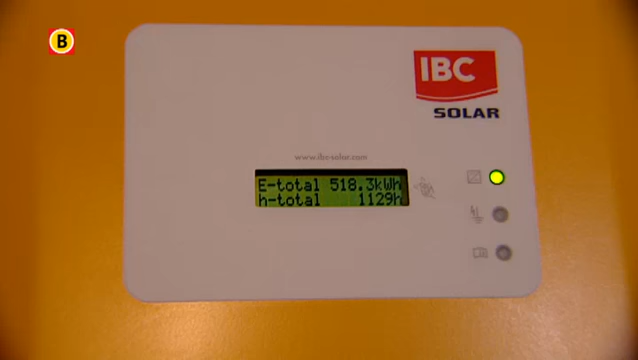 B
IBC
SOLAR
www.ibc-solar.com
E-total 518.3kWh
h-total 1129h